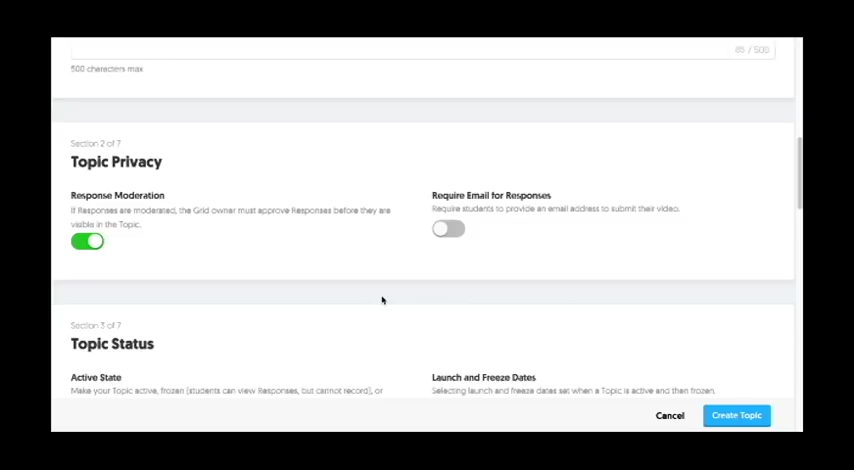 85 / 500
500 characters max
Section 2 of 7
Topic Privacy
Response Moderation
If Responses are moderated, the Grid owner must approve Responses before they are
visible in the Topic.
Require Email for Responses
Require students to provide an email address to submit their video.
Section 3 of 7
Topic Status
Active State
Make your Topic active, frozen (students can view Responses, but cannot record), or
Launch and Freeze Dates
Selecting launch and freeze dates set when a Topic is active and then frozen.
Cancel
Create Topic